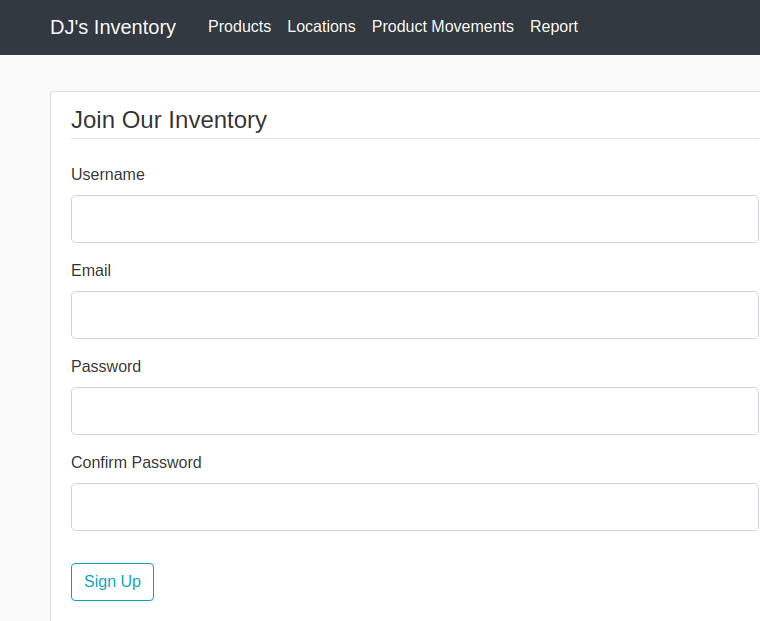 DJ's Inventory Products Locations Product Movements Report
Join Our Inventory
Username
Email
Password
Confirm Password
Sign Up